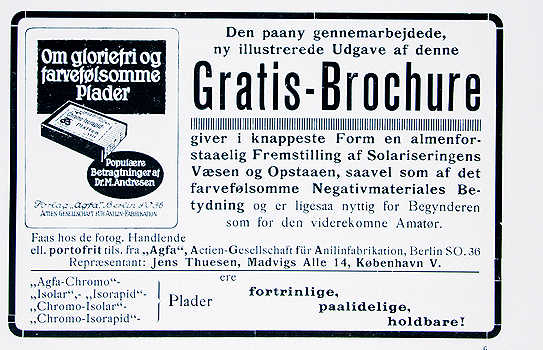 Om gloriefri og
farvefølsomme
Plader
Populære
Betragtninger af
Dr. M. Andresen
Forlag „Agfa", Berlin SO 36
ACTIEN GESELLSCHAFT FÜR ANILIN-FABRIKATION
Den paany gennemarbejdede,
ny illustrerede Udgave af denne
Gratis-Brochure
giver i knappeste Form en almenfor-
staaelig Fremstilling af Solariseringens
Væsen og Opstaaen, saavel som af det
farvefølsomme Negativmateriales Be-
tydning og er ligesaa nyttig for Begynderen
som for den viderekomne Amatør.
Faas hos de fotog. Handlende
ell. portofrit tils. fra „Agfa", Actien-Gesellschaft für Anilinfabrikation, Berlin SO. 36
Repræsentant: Jens Thuesen, Madvigs Alle 14, København V.
„Agfa-Chromo"-
„Isolar",- „Isorapid"-
„Chromo-Isolar"-
„Chromo-Isorapid"-
Plader
ere
fortrinlige,
paalidelige,
holdbare!
6